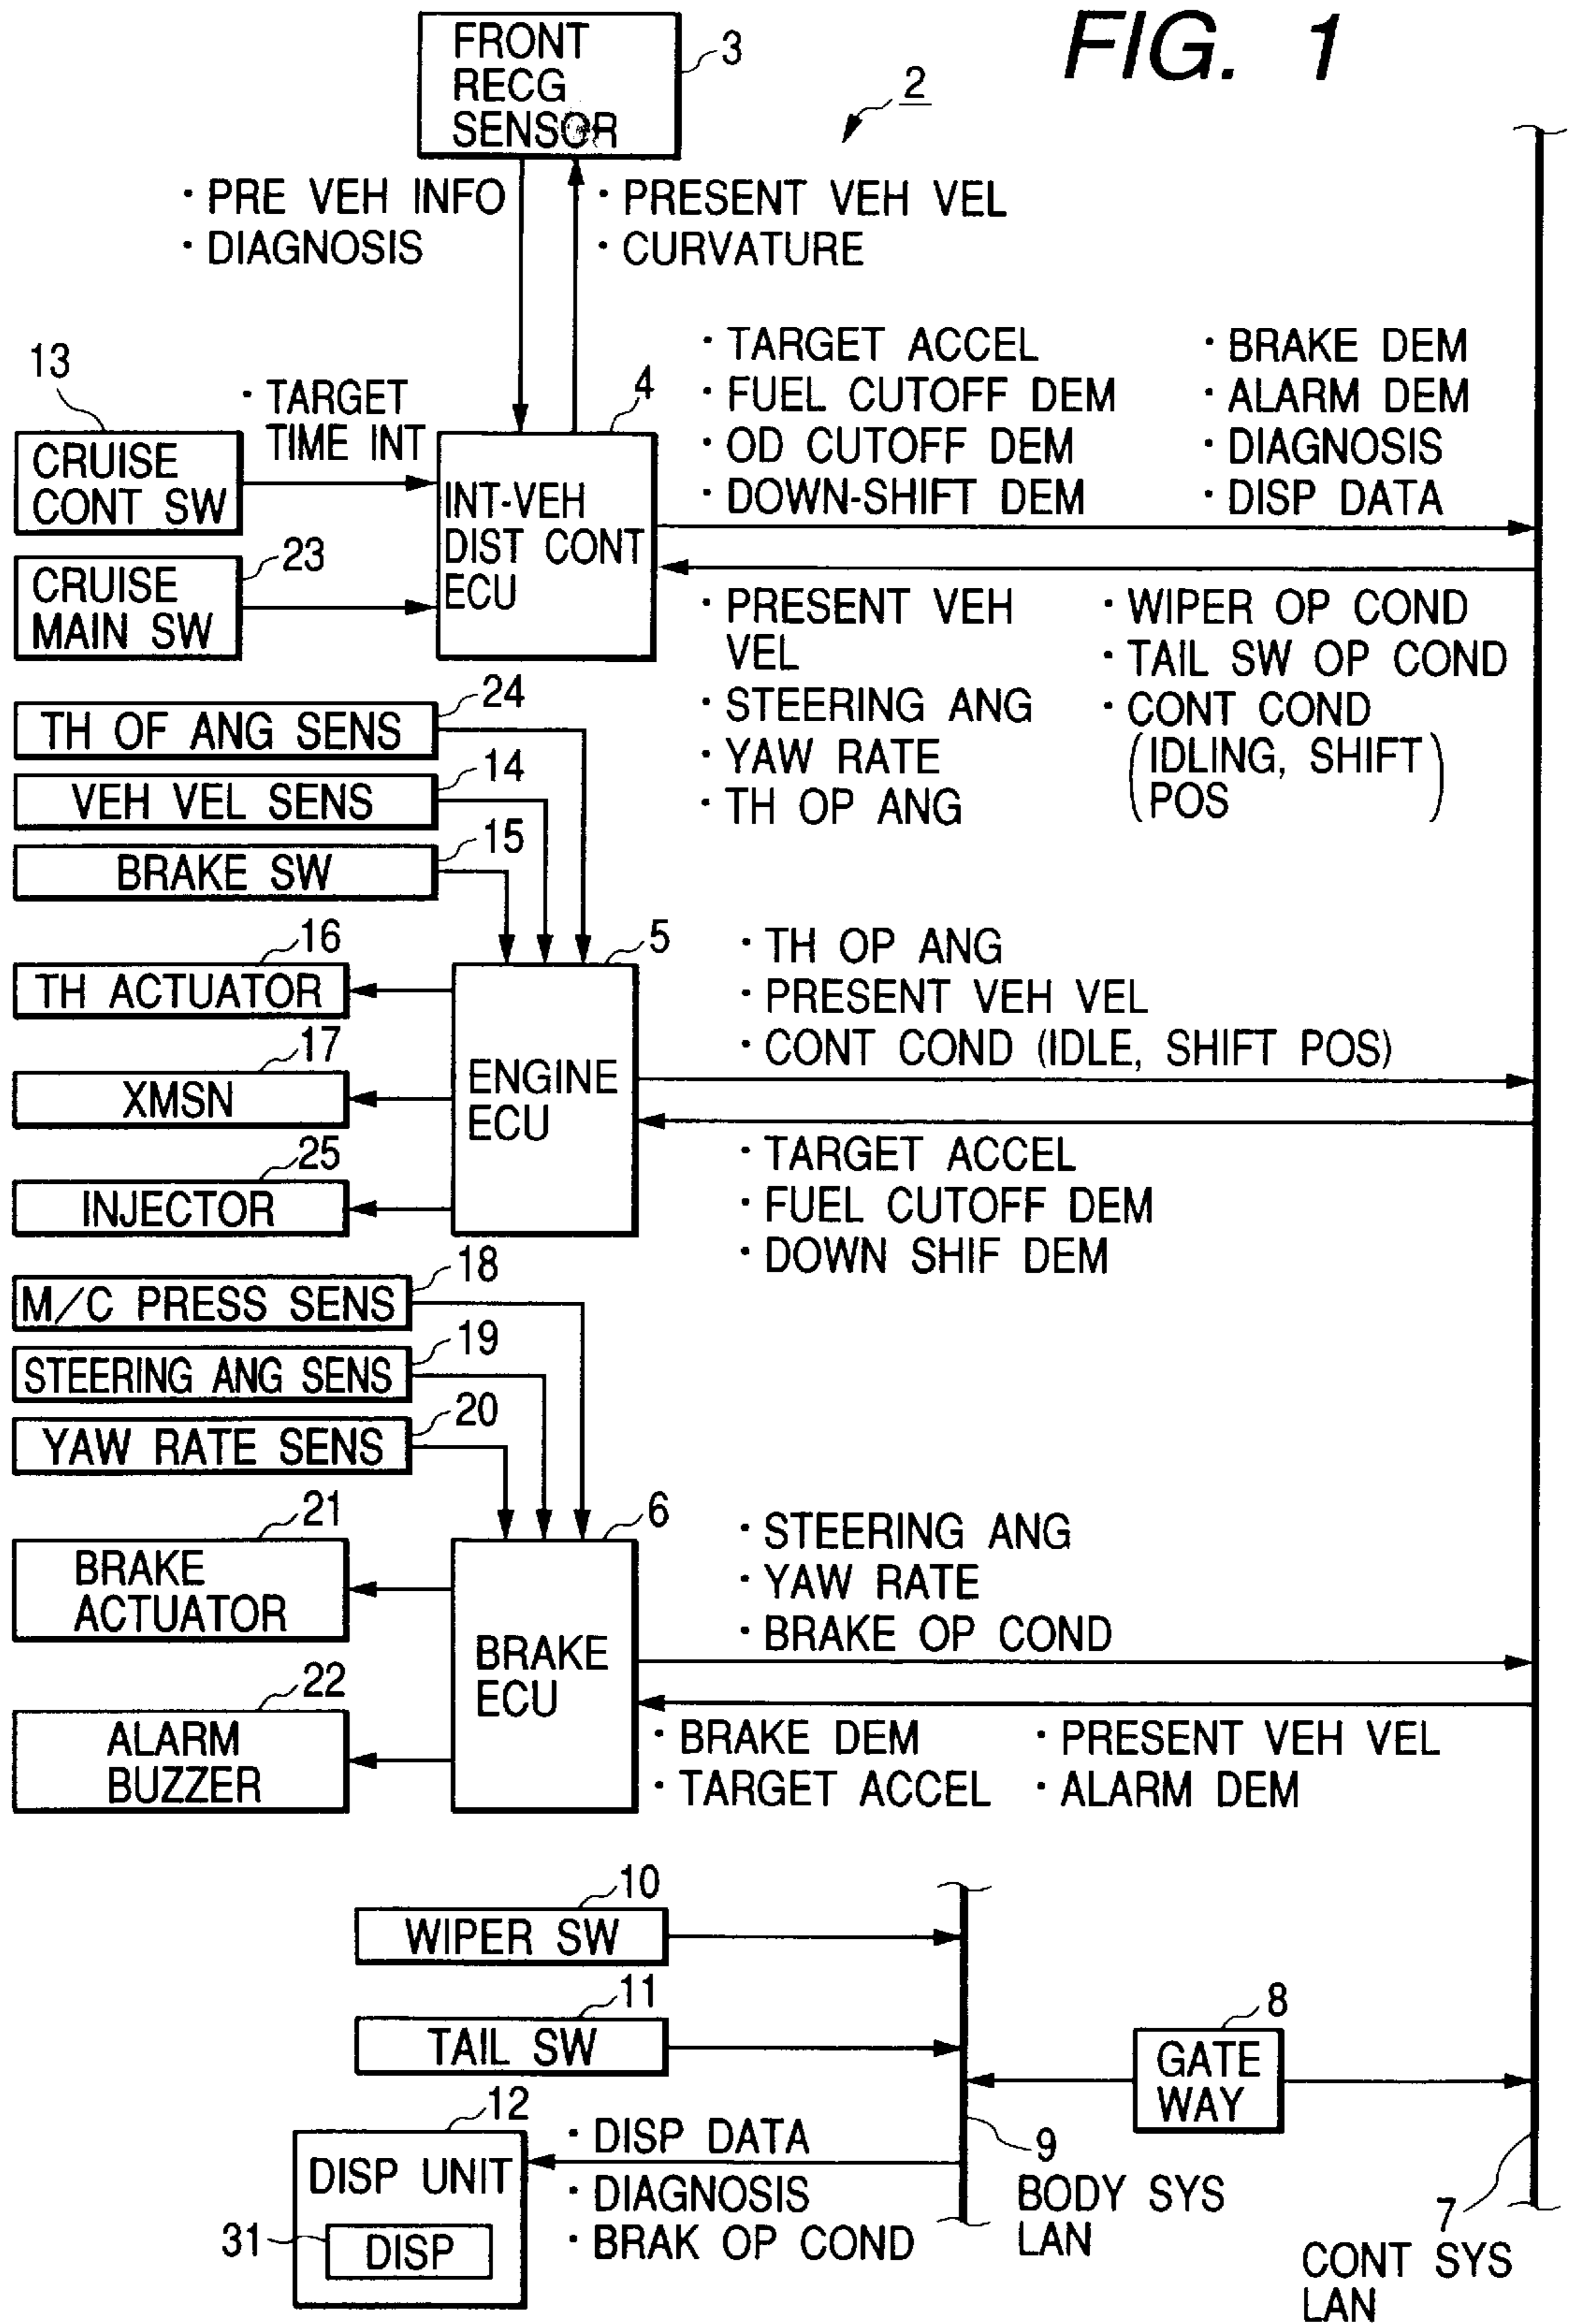 FIG. 1
FRONT
RECG
SENSOR
3
2
· PRE VEH INFO
· DIAGNOSIS
· PRESENT VEH VEL
· CURVATURE
13
CRUISE
CONT SW
· TARGET
TIME INT
4
INT-VEH
DIST CONT
ECU
· TARGET ACCEL
· FUEL CUTOFF DEM
· OD CUTOFF DEM
· DOWN-SHIFT DEM
· BRAKE DEM
· ALARM DEM
· DIAGNOSIS
· DISP DATA
23
CRUISE
MAIN SW
· PRESENT VEH
VEL
· STEERING ANG
· YAW RATE
· TH OP ANG
· WIPER OP COND
· TAIL SW OP COND
· CONT COND
(IDLING, SHIFT
POS)
24
TH OF ANG SENS
14
VEH VEL SENS
15
BRAKE SW
16
TH ACTUATOR
17
XMSN
25
INJECTOR
5
ENGINE
ECU
· TH OP ANG
· PRESENT VEH VEL
· CONT COND (IDLE, SHIFT POS)
· TARGET ACCEL
· FUEL CUTOFF DEM
· DOWN SHIF DEM
18
M/C PRESS SENS
19
STEERING ANG SENS
20
YAW RATE SENS
21
BRAKE
ACTUATOR
22
ALARM
BUZZER
6
BRAKE
ECU
· STEERING ANG
· YAW RATE
· BRAKE OP COND
· BRAKE DEM
· TARGET ACCEL
· PRESENT VEH VEL
· ALARM DEM
10
WIPER SW
11
TAIL SW
8
GATE
WAY
12
DISP UNIT
31
DISP
· DISP DATA
· DIAGNOSIS
· BRAK OP COND
9
BODY SYS
LAN
7
CONT SYS
LAN